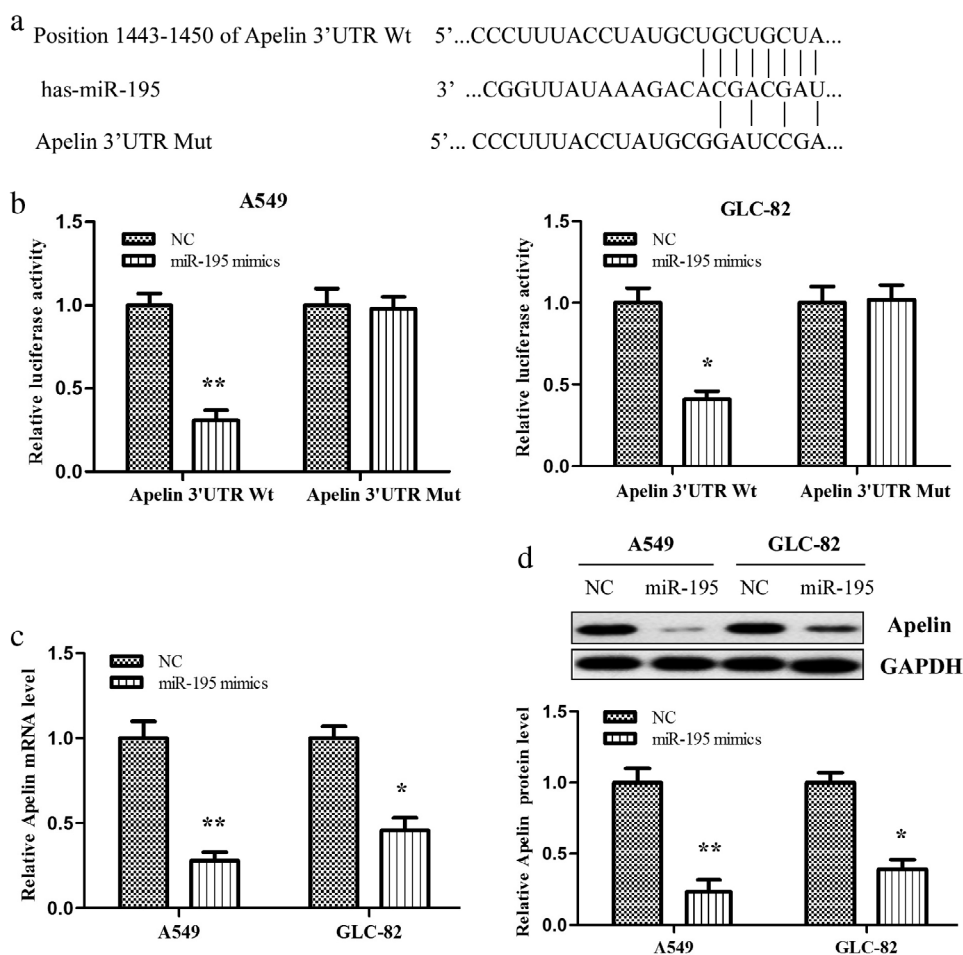 a
Position 1443-1450 of Apelin 3’UTR Wt 5’...CCCUUUACCUAUGCUGCUGCUA...
has-miR-195 3’ ...CGGUUAUAAAGACACGACGAU...
Apelin 3’UTR Mut 5’... CCCUUUACCUAUGCGGAUCCGA...
b
A549
1.5
1.0
0.5
0.0
Relative luciferase activity
NC
miR-195 mimics
**
Apelin 3'UTR Wt Apelin 3'UTR Mut
GLC-82
1.5
1.0
0.5
0.0
Relative luciferase activity
NC
miR-195 mimics
*
Apelin 3'UTR Wt Apelin 3'UTR Mut
c
1.5
1.0
0.5
0.0
Relative Apelin mRNA level
NC
miR-195 mimics
**
*
A549 GLC-82
d
A549 GLC-82
NC miR-195 NC miR-195
Apelin
GAPDH
1.5
1.0
0.5
0.0
Relative Apelin protein level
NC
miR-195 mimics
**
*
A549 GLC-82